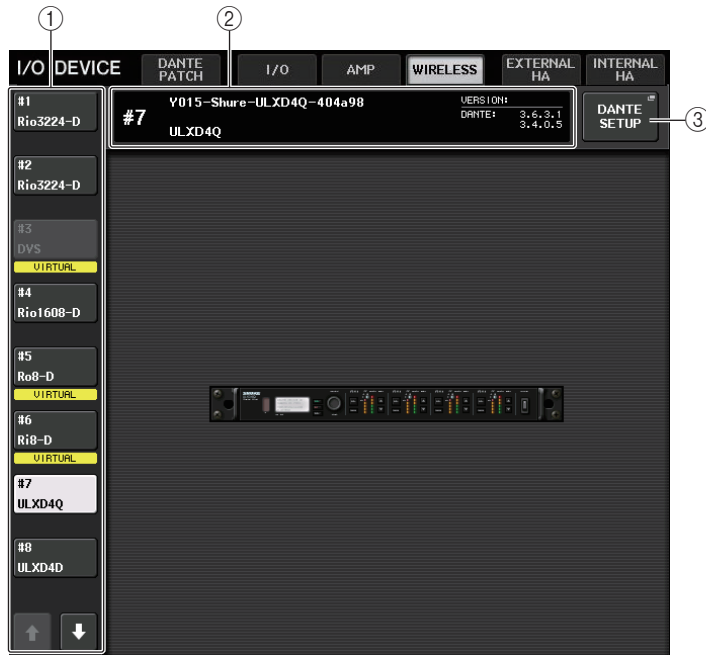 1
2
I/O DEVICE
DANTE PATCH
I/O
AMP
WIRELESS
EXTERNAL HA
INTERNAL HA
#7
Y015-Shure-ULXD4Q-404a98
ULXD4Q
VERSION:
DANTE: 3.6.3.1
3.4.0.5
DANTE SETUP
3
#1
Rio3224-D
#2
Rio3224-D
#3
DVS
VIRTUAL
#4
Rio1608-D
#5
Ro8-D
VIRTUAL
#6
Ri8-D
VIRTUAL
#7
ULXD4Q
#8
ULXD4D